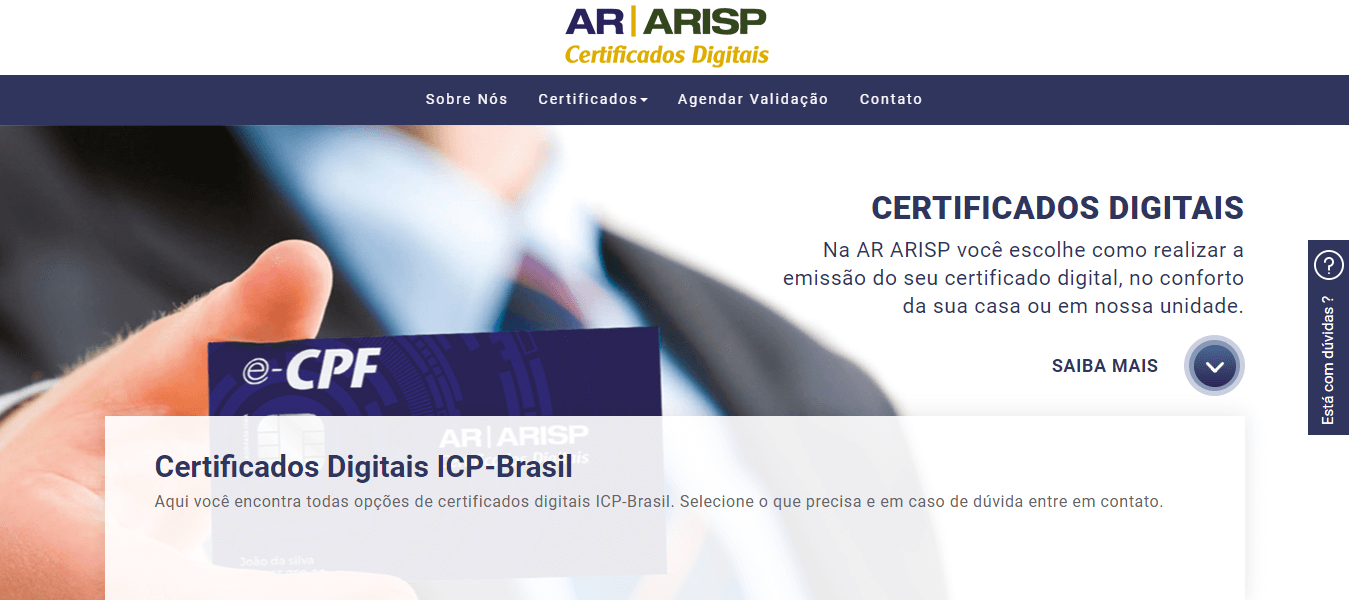 AR|ARISP
Certificados Digitais
Sobre Nós Certificados Agendar Validação Contato
CERTIFICADOS DIGITAIS
Na AR ARISP você escolhe como realizar a
emissão do seu certificado digital, no conforto
da sua casa ou em nossa unidade.
SAIBA MAIS
?
Está com dúvidas ?
e-CPF
AR|ARISP
Digitais
Certificados Digitais ICP-Brasil
Aqui você encontra todas opções de certificados digitais ICP-Brasil. Selecione o que precisa e em caso de dúvida entre em contato.
João da silva